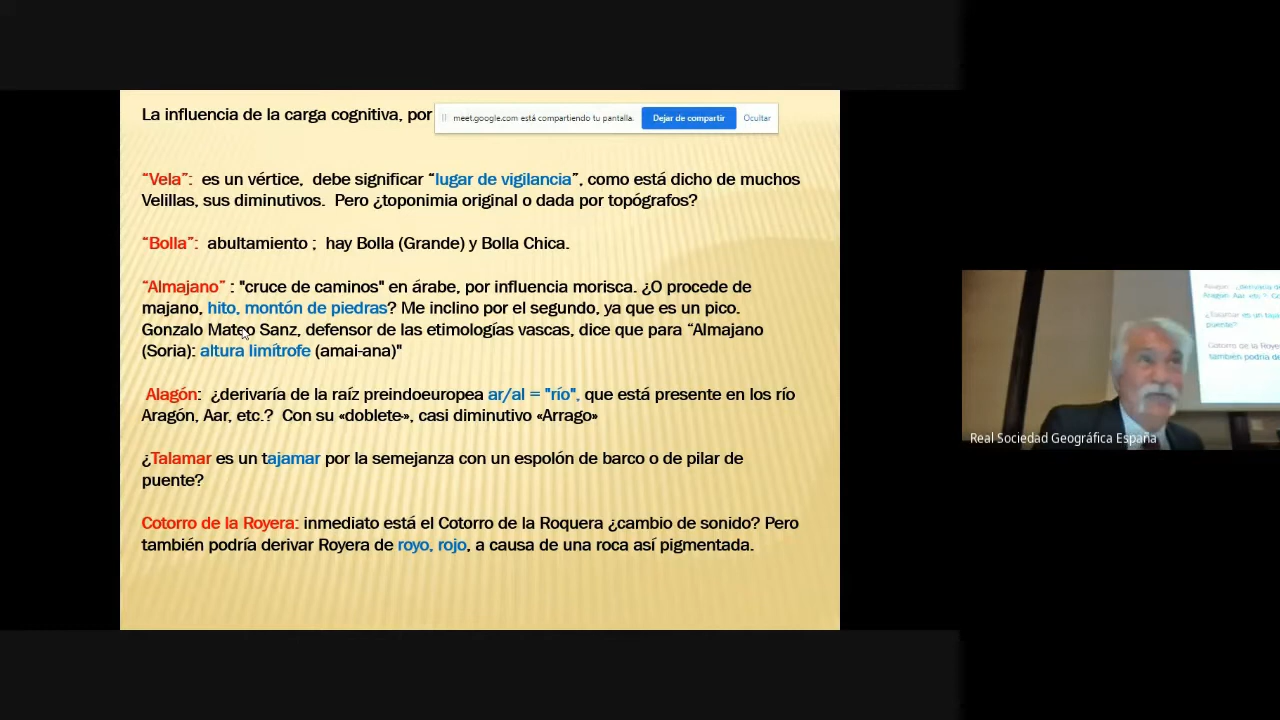 La influencia de la carga cognitiva, por
meet.google.com está compartiendo tu pantalla.
Dejar de compartir
Ocultar
“Vela”: es un vértice, debe significar “lugar de vigilancia”, como está dicho de muchos
Velillas, sus diminutivos. Pero ¿toponimia original o dada por topógrafos?
“Bolla”: abultamiento ; hay Bolla (Grande) y Bolla Chica.
“Almajano” : "cruce de caminos" en árabe, por influencia morisca. ¿O procede de
majano, hito, montón de piedras? Me inclino por el segundo, ya que es un pico.
Gonzalo Mateo Sanz, defensor de las etimologías vascas, dice que para “Almajano
(Soria): altura limítrofe (amai-ana)"
Alagón: ¿derivaría de la raíz preindoeuropea ar/al = "río", que está presente en los río
Aragón, Aar, etc.? Con su «doblete», casi diminutivo «Arrago»
¿Talamar es un tajamar por la semejanza con un espolón de barco o de pilar de
puente?
Cotorro de la Royera: inmediato está el Cotorro de la Roquera ¿cambio de sonido? Pero
también podría derivar Royera de royo, rojo, a causa de una roca así pigmentada.
Real Sociedad Geográfica España